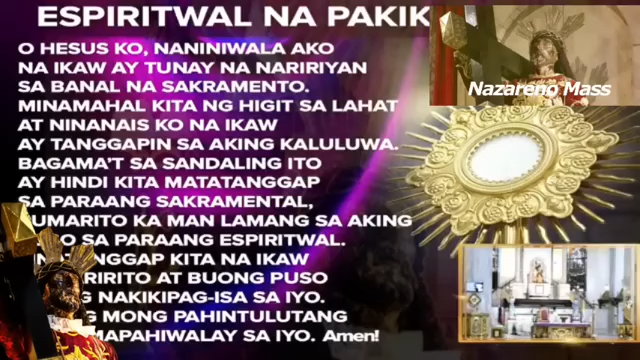 ESPIRITWAL NA PAKIK
O HESUS KO, NANINIWALA AKO
NA IKAW AY TUNAY NA NARIRIYAN
SA BANAL NA SAKRAMENTO.
MINAMAHAL KITA NG HIGIT SA LAHAT
AT NINANAIS KO NA IKAW
AY TANGGAPIN SA AKING KALULUWA.
BAGAMA'T SA SANDALING ITO
AY HINDI KITA MATATANGGAP
SA PARAANG SAKRAMENTAL,
UMARITO KA MAN LAMANG SA AKING
SO SA PARAANG ESPIRITWAL.
NGGAP KITA NA IKAW
RIRITO AT BUONG PUSO
G NAKIKIPAG-ISA SA IYO.
G MONG PAHINTULUTANG
MAPAHIWALAY SA IYO. Amen!
Nazareno Mass